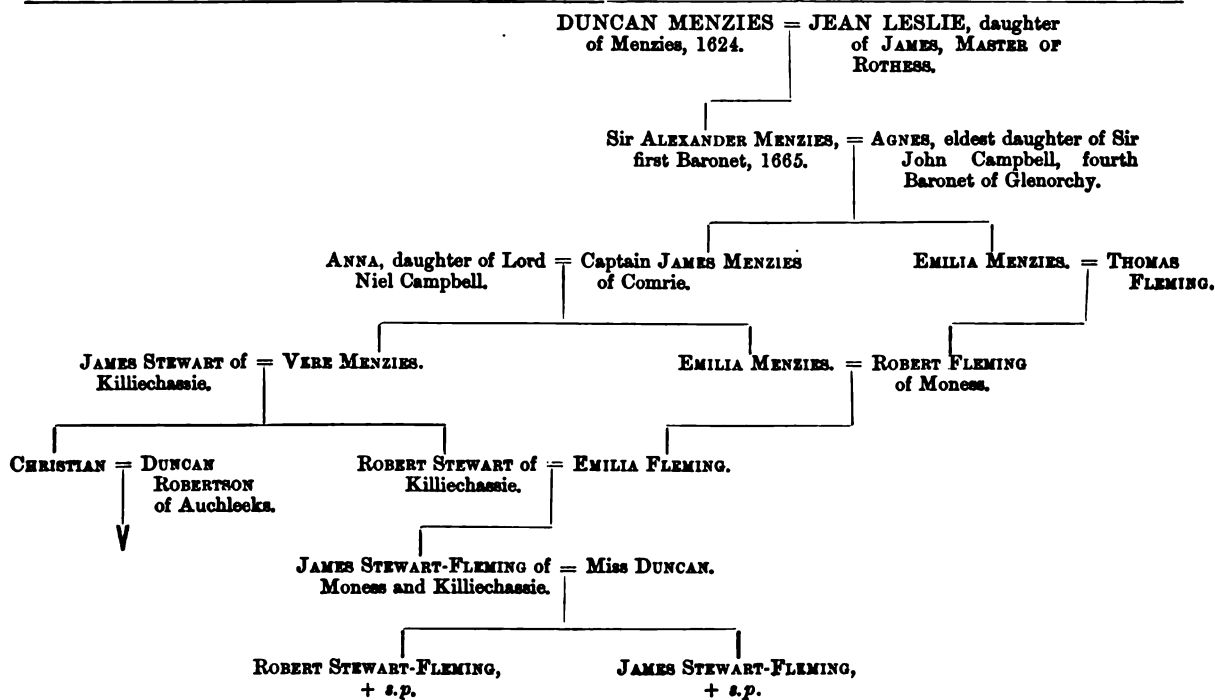 DUNCAN MENZIES = JEAN LESLIE, daughter
of Menzies, 1624. of JAMES, MASTER OF
ROTHESS.
Sir ALEXANDER MENZIES, = AGNES, eldest daughter of Sir
first Baronet, 1665. John Campbell, fourth
Baronet of Glenorchy.
ANNA, daughter of Lord = Captain JAMES MENZIES EMILIA MENZIES. = THOMAS
Niel Campbell. of Comrie. FLEMING.
JAMES STEWART of = VERE MENZIES. EMILIA MENZIES. = ROBERT FLEMING
Killiechassie. of Moness.
CHRISTIAN = DUNCAN ROBERT STEWART of = EMILIA FLEMING.
ROBERTSON Killiechassie.
of Auchleeks.
JAMES STEWART-FLEMING of = Miss DUNCAN.
Moness and Killiechassie.
ROBERT STEWART-FLEMING, JAMES STEWART-FLEMING,
+ s.p. + s.p.